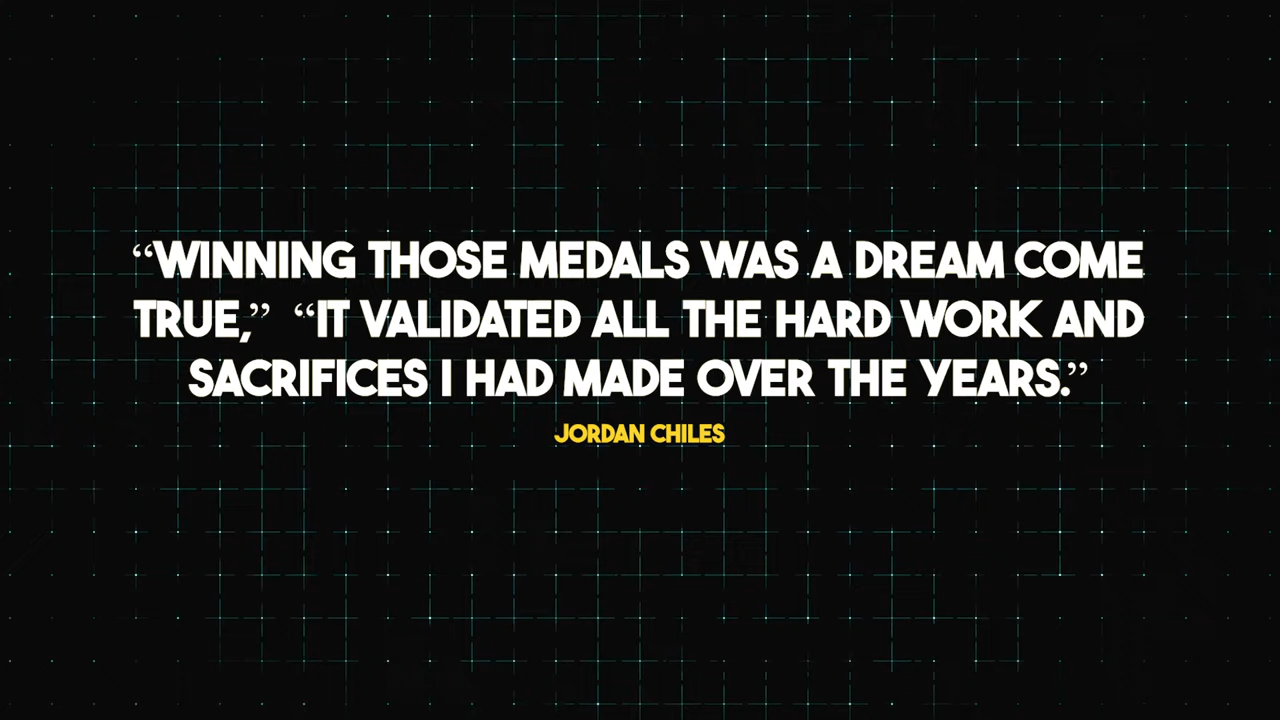 “WINNING THOSE MEDALS WAS A DREAM COME
TRUE,” “IT VALIDATED ALL THE HARD WORK AND
SACRIFICES I HAD MADE OVER THE YEARS.”
JORDAN CHILES